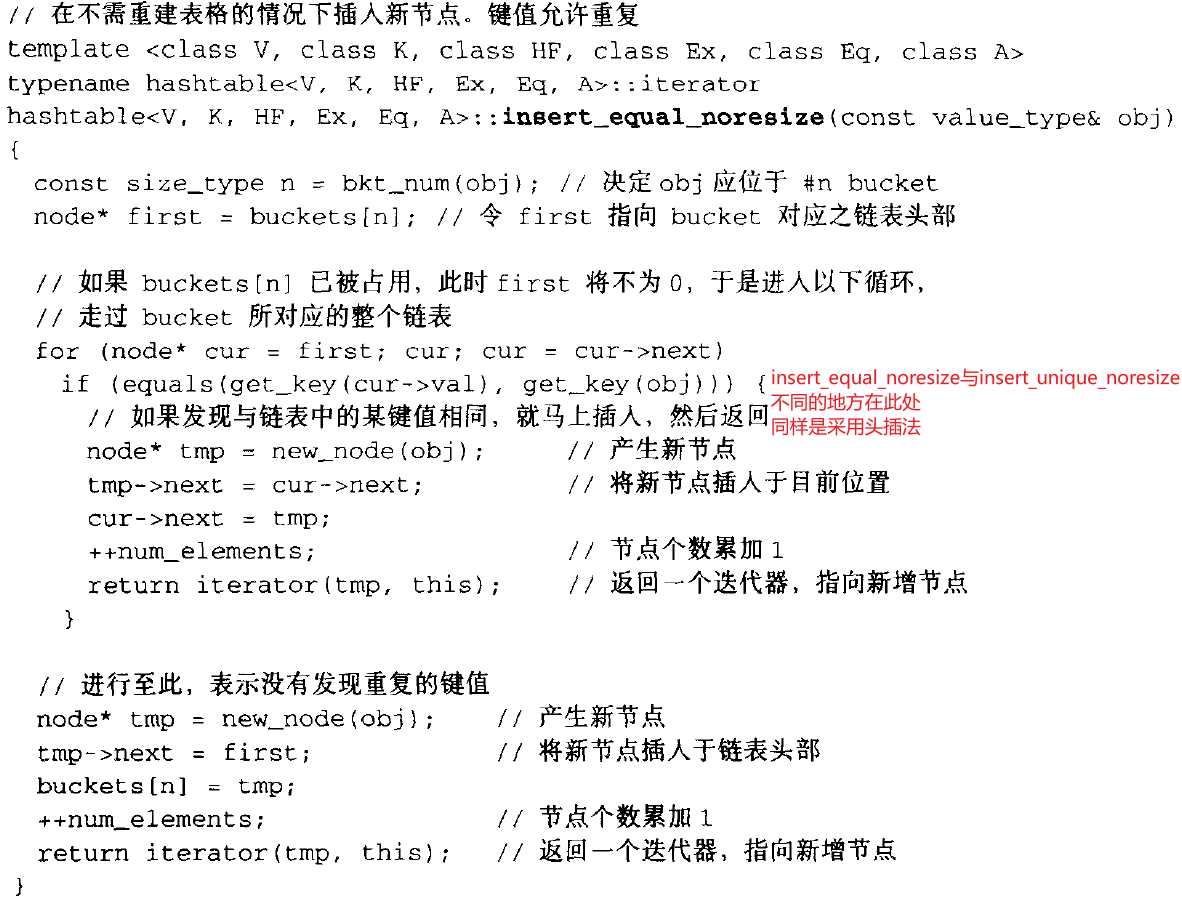 // 在不需重建表格的情况下插入新节点。键值允许重复
template <class V, class K, class HF, class Ex, class Eq, class A>
typename hashtable<V, K, HF, Ex, Eq, A>::iterator
hashtable<V, K, HF, Ex, Eq, A>::insert_equal_noresize(const value_type& obj)
{
const size_type n = bkt_num(obj); // 决定 obj 应位于 #n bucket
node* first = buckets[n]; // 令 first 指向 bucket 对应之链表头部
// 如果 buckets[n] 已被占用，此时 first 将不为 0，于是进入以下循环，
// 走过 bucket 所对应的整个链表
for (node* cur = first; cur; cur = cur->next)
if (equals(get_key(cur->val), get_key(obj))) { insert_equal_noresize与insert_unique_noresize
不同的地方在此处
// 如果发现与链表中的某键值相同，就马上插入，然后返回
同样是采用头插法
node* tmp = new_node(obj); // 产生新节点
tmp->next = cur->next; // 将新节点插入于目前位置
cur->next = tmp;
++num_elements; // 节点个数累加 1
return iterator(tmp, this); // 返回一个迭代器，指向新增节点
}
// 进行至此，表示没有发现重复的键值
node* tmp = new_node(obj); // 产生新节点
tmp->next = first; // 将新节点插入于链表头部
buckets[n] = tmp;
++num_elements; // 节点个数累加 1
return iterator(tmp, this); // 返回一个迭代器，指向新增节点
}